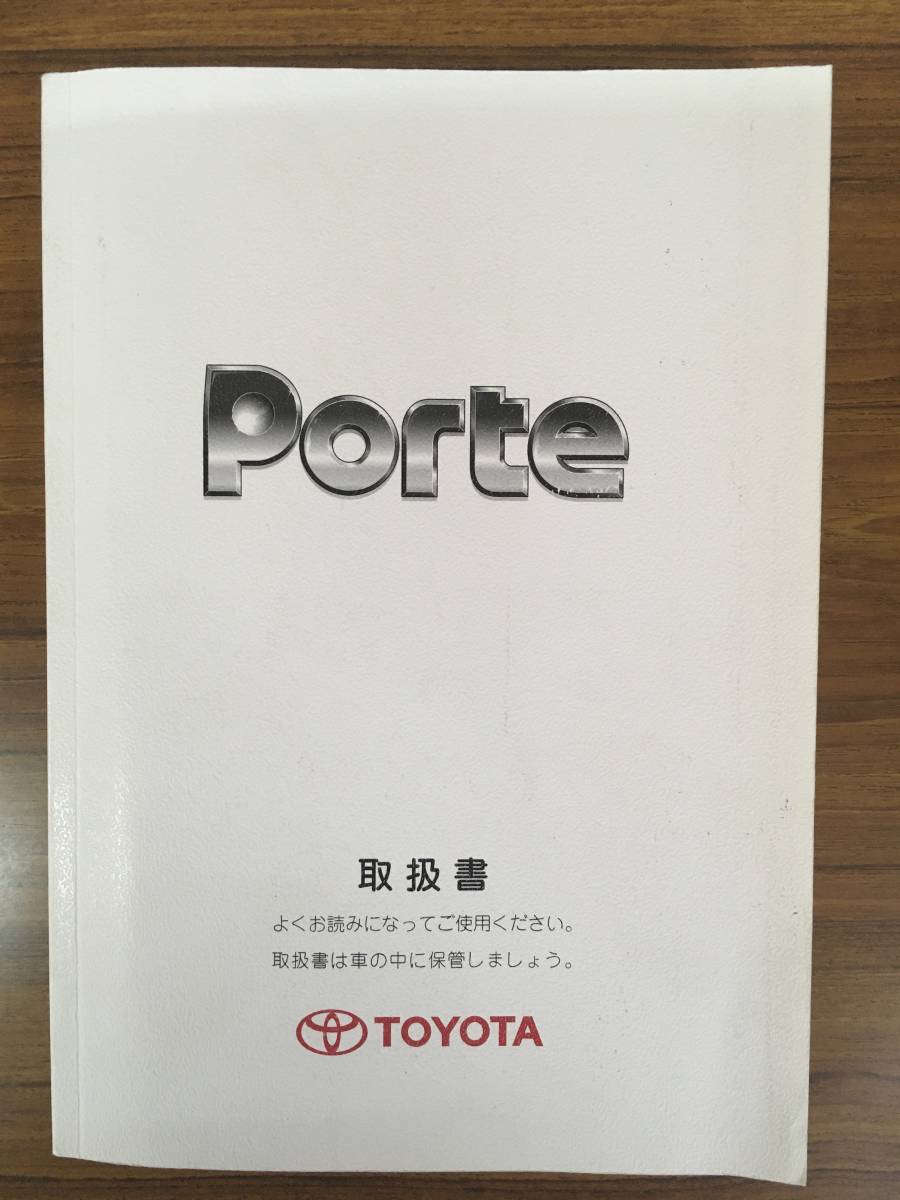 Porte
取扱書
よくお読みになってご使用ください。
取扱書は車の中に保管しましょう。
TOYOTA